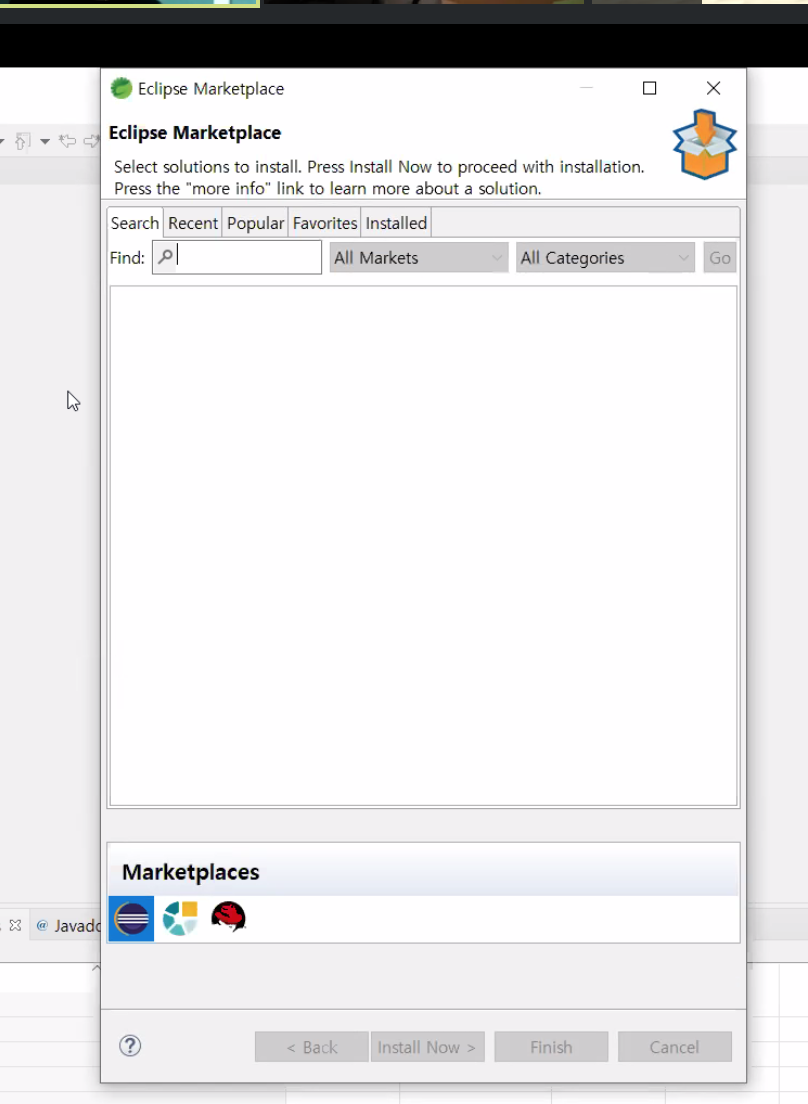 Eclipse Marketplace
Eclipse Marketplace
Select solutions to install. Press Install Now to proceed with installation.
Press the "more info" link to learn more about a solution.
Search Recent Popular Favorites Installed
Find: All Markets All Categories Go
Marketplaces
@ Javado
? < Back Install Now > Finish Cancel